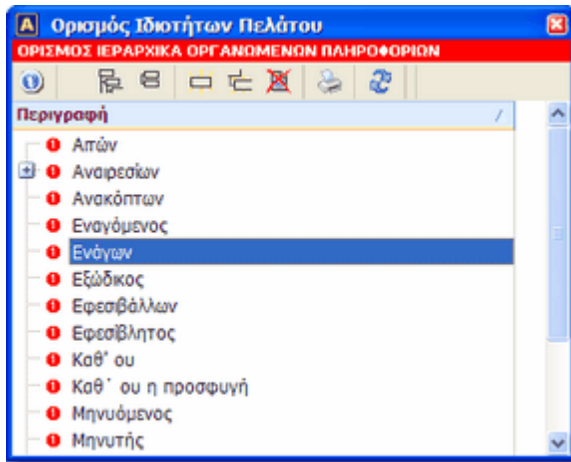 Ορισμός Ιδιοτήτων Πελάτου
ΟΡΙΣΜΟΣ ΙΕΡΑΡΧΙΚΑ ΟΡΓΑΝΩΜΕΝΩΝ ΠΛΗΡΟΦΟΡΙΩΝ
Περιγραφή
Αιτών
Αναιρεσίων
Ανακόπτων
Εναγόμενος
Ενάγων
Εξώδικος
Εφεσιβάλλων
Εφεσίβλητος
Καθ' ου
Καθ΄ ου η προσφυγή
Μηνυόμενος
Μηνυτής